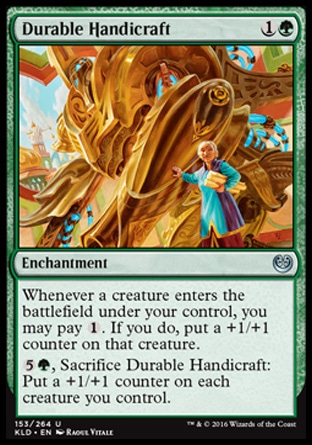 Durable Handicraft 1
Enchantment
Whenever a creature enters the
battlefield under your control, you
may pay 1. If you do, put a +1/+1
counter on that creature.
5, Sacrifice Durable Handicraft:
Put a +1/+1 counter on each
creature you control.
153/264 U
KLD • EN Raoul Vitale
™ & © 2016 Wizards of the Coast